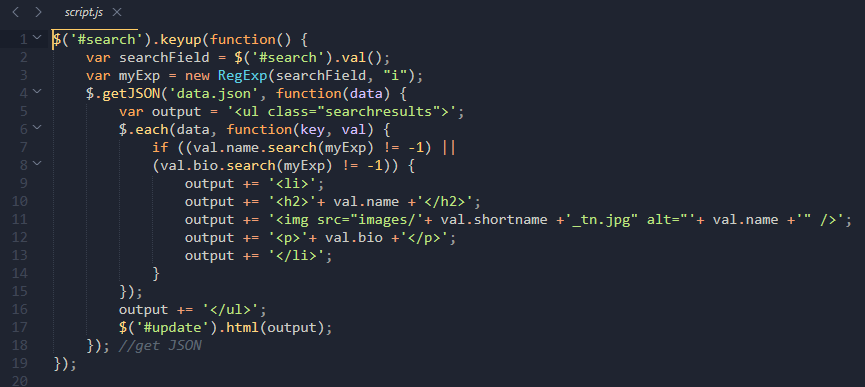 script.js
1 $('#search').keyup(function() {
2     var searchField = $('#search').val();
3     var myExp = new RegExp(searchField, "i");
4     $.getJSON('data.json', function(data) {
5         var output = '<ul class="searchresults">';
6         $.each(data, function(key, val) {
7             if ((val.name.search(myExp) != -1) ||
8             (val.bio.search(myExp) != -1)) {
9                 output += '<li>';
10                 output += '<h2>'+ val.name +'</h2>';
11                 output += '<img src="images/'+ val.shortname +'_tn.jpg" alt="'+ val.name +'" />';
12                 output += '<p>'+ val.bio +'</p>';
13                 output += '</li>';
14             }
15         });
16         output += '</ul>';
17         $('#update').html(output);
18     }); //get JSON
19 });
20